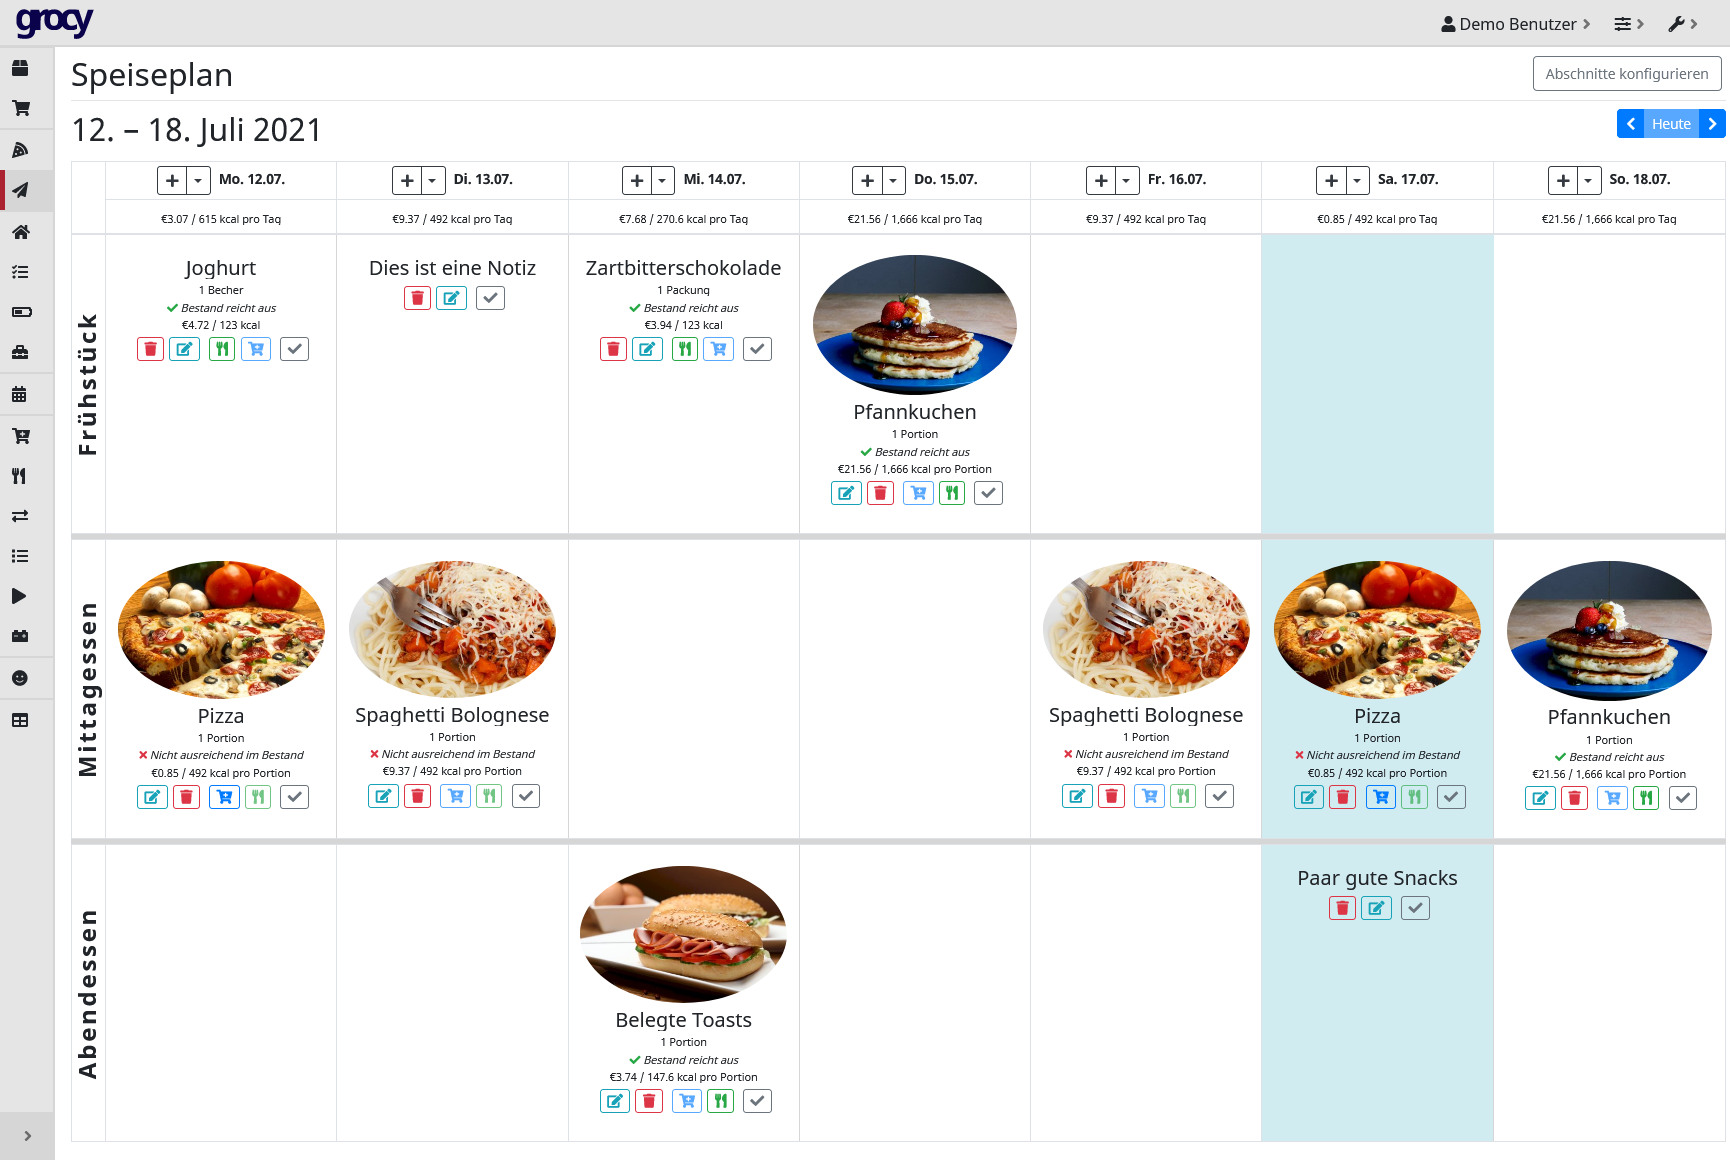 grocy
Demo Benutzer
Speiseplan
Abschnitte konfigurieren
12. – 18. Juli 2021
Heute
Mo. 12.07.
Di. 13.07.
Mi. 14.07.
Do. 15.07.
Fr. 16.07.
Sa. 17.07.
So. 18.07.
€3.07 / 615 kcal pro Tag
€9.37 / 492 kcal pro Tag
€7.68 / 270.6 kcal pro Tag
€21.56 / 1,666 kcal pro Tag
€9.37 / 492 kcal pro Tag
€0.85 / 492 kcal pro Tag
€21.56 / 1,666 kcal pro Tag
Frühstück
Joghurt
1 Becher
Bestand reicht aus
€4.72 / 123 kcal
Dies ist eine Notiz
Zartbitterschokolade
1 Packung
Bestand reicht aus
€3.94 / 123 kcal
Pfannkuchen
1 Portion
Bestand reicht aus
€21.56 / 1,666 kcal pro Portion
Mittagessen
Pizza
1 Portion
Nicht ausreichend im Bestand
€0.85 / 492 kcal pro Portion
Spaghetti Bolognese
1 Portion
Nicht ausreichend im Bestand
€9.37 / 492 kcal pro Portion
Spaghetti Bolognese
1 Portion
Nicht ausreichend im Bestand
€9.37 / 492 kcal pro Portion
Pizza
1 Portion
Nicht ausreichend im Bestand
€0.85 / 492 kcal pro Portion
Pfannkuchen
1 Portion
Bestand reicht aus
€21.56 / 1,666 kcal pro Portion
Abendessen
Belegte Toasts
1 Portion
Bestand reicht aus
€3.74 / 147.6 kcal pro Portion
Paar gute Snacks